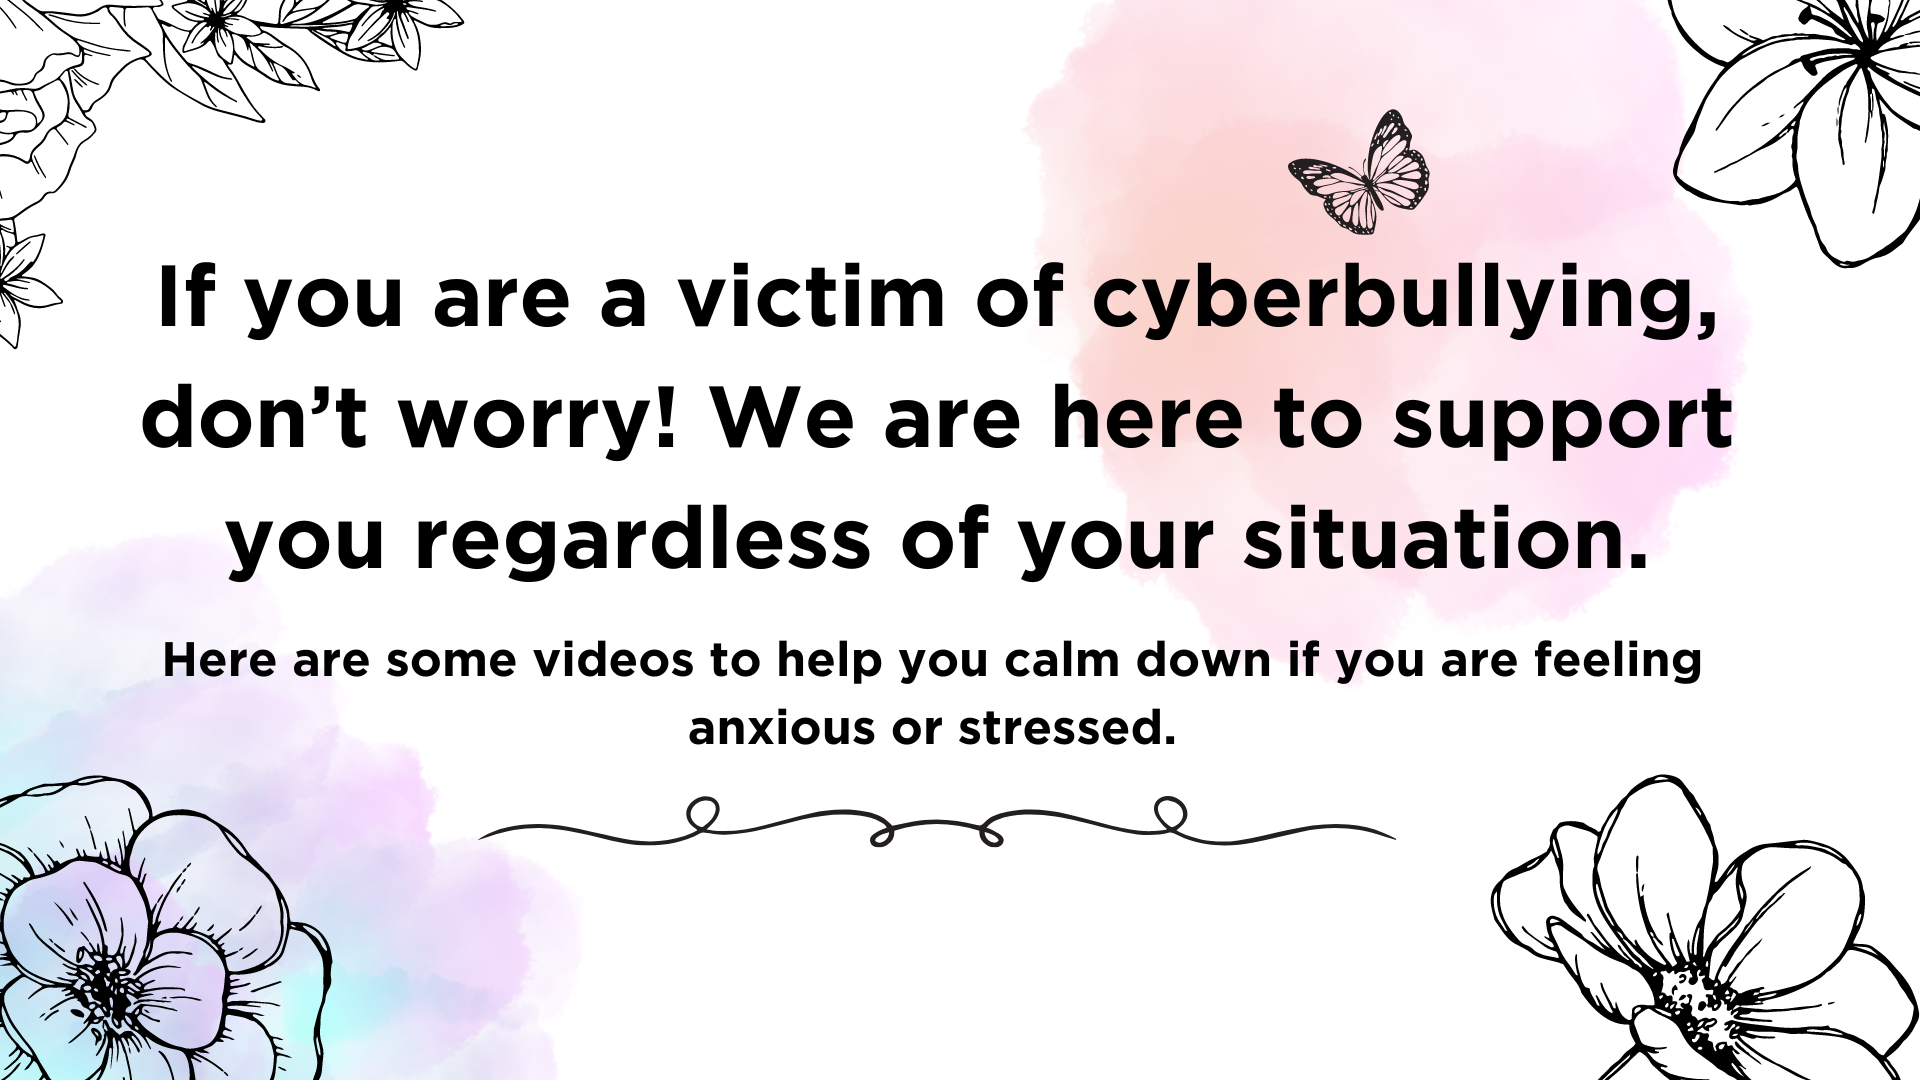 If you are a victim of cyberbullying,
don’t worry! We are here to support
you regardless of your situation.
Here are some videos to help you calm down if you are feeling
anxious or stressed.